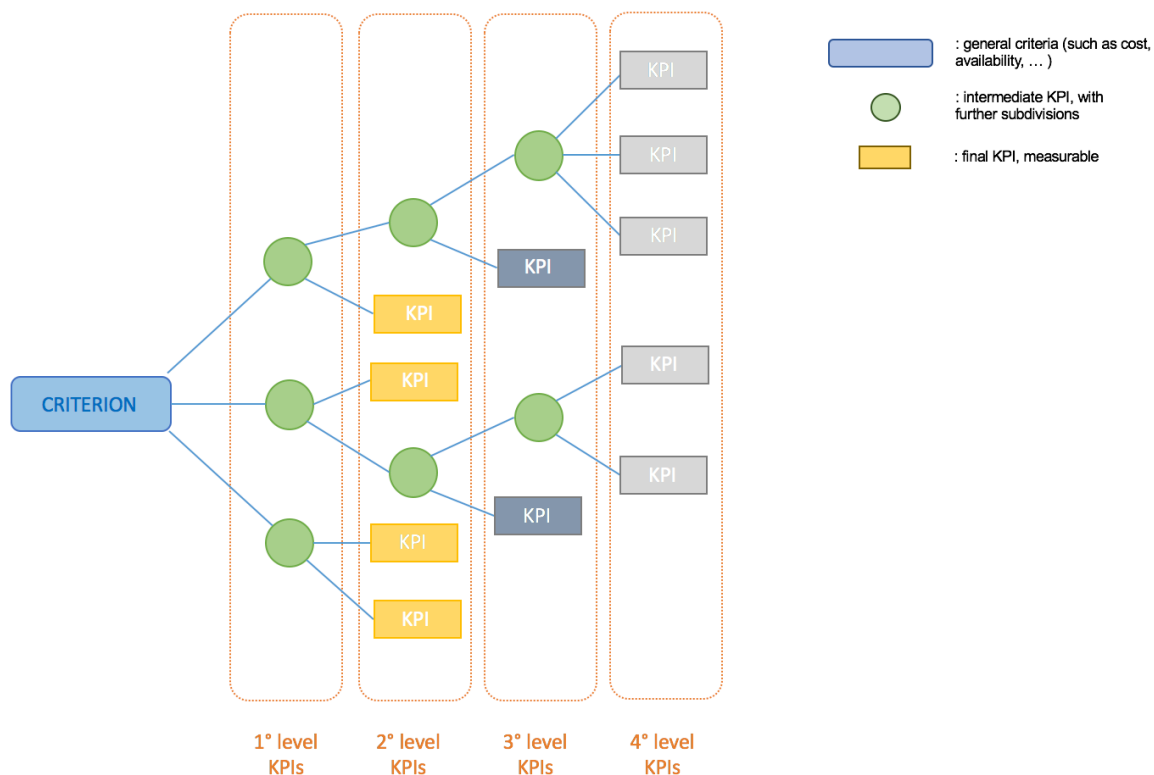 KPI
: general criteria (such as cost,
availability, ... )
: intermediate KPI, with
further subdivisions
KPI
: final KPI, measurable
KPI
KPI
KPI
KPI
KPI
CRITERION
KPI
KPI
KPI
KPI
KPI
1° level
KPIs
2° level
KPIs
3° level
KPIs
4° level
KPIs